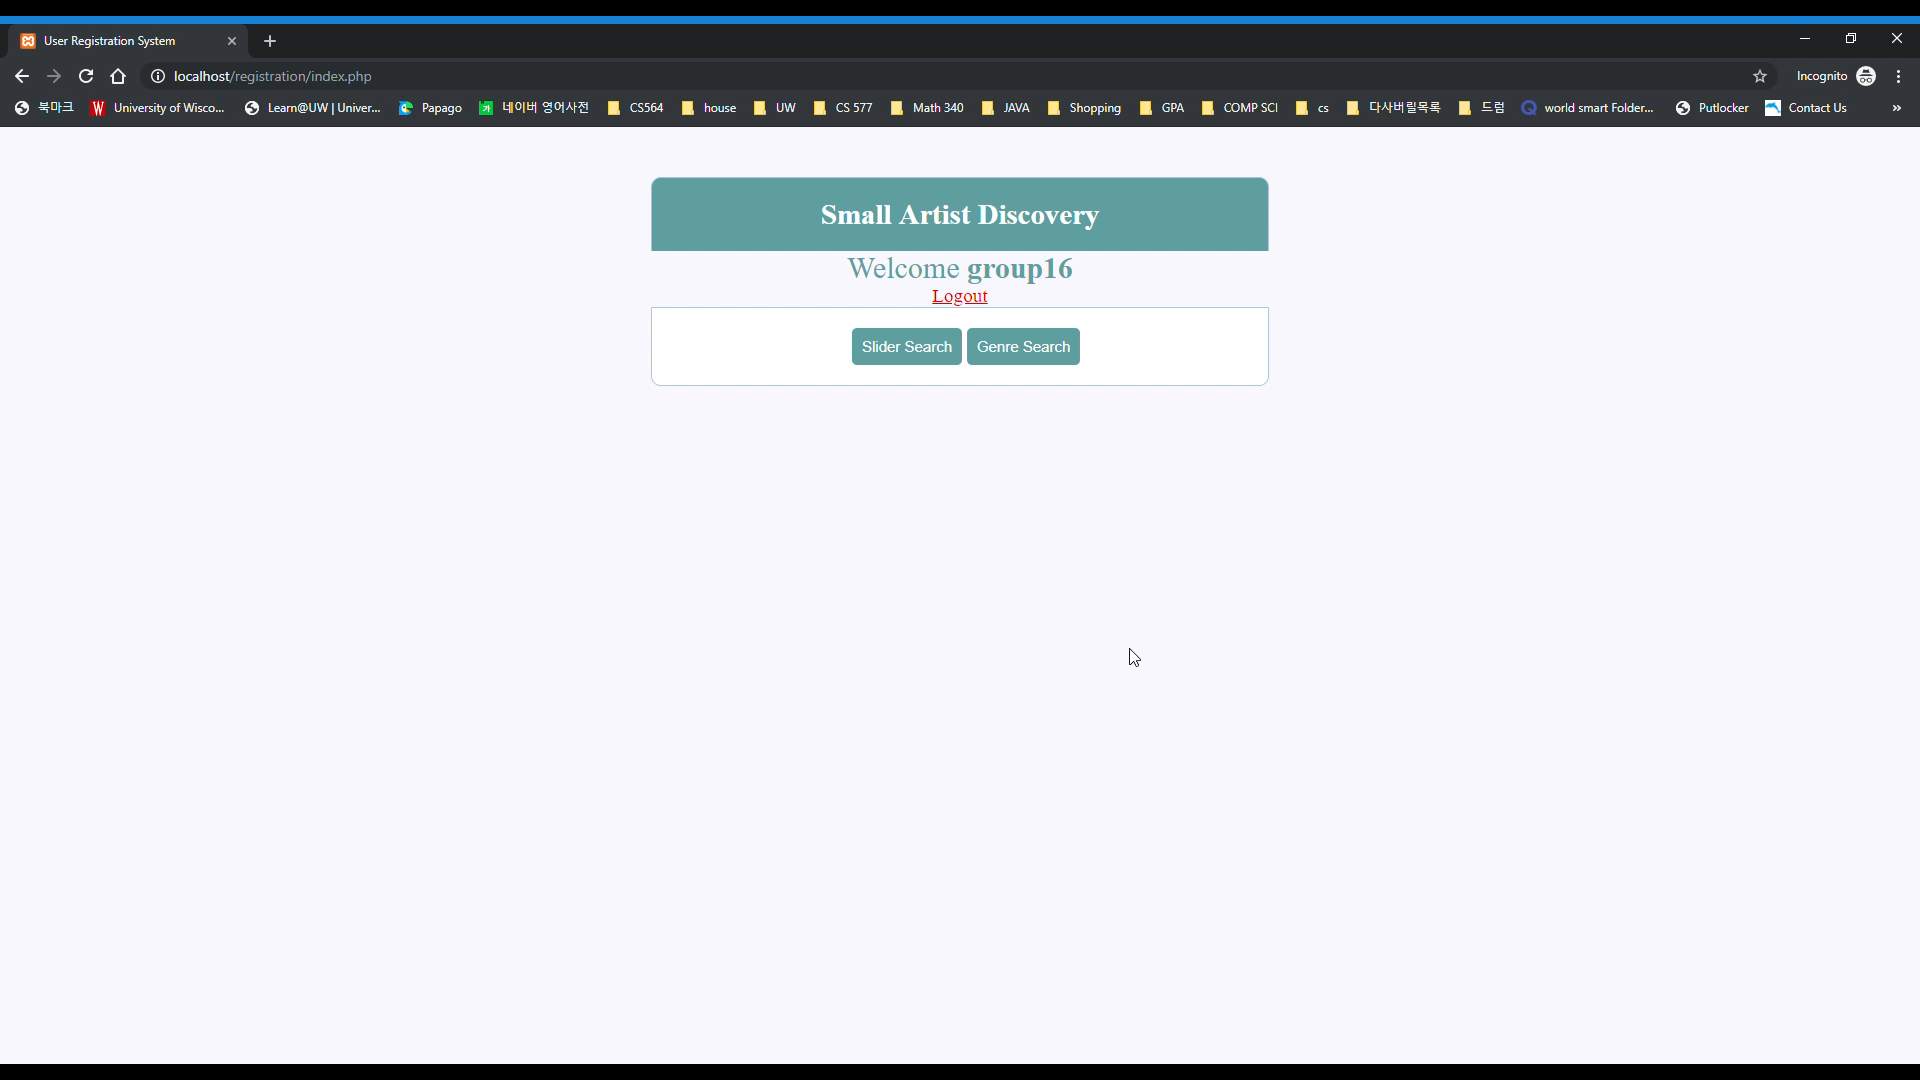 User Registration System
localhost/registration/index.php
Incognito
북마크
University of Wisco...
Learn@UW | Univer...
Papago
네이버 영어사전
CS564
house
UW
CS 577
Math 340
JAVA
Shopping
GPA
COMP SCI
cs
다사버릴목록
드럼
world smart Folder...
Putlocker
Contact Us
Small Artist Discovery
Welcome group16
Logout
Slider Search Genre Search